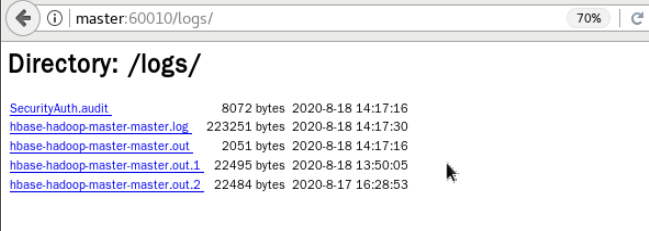 master:60010/logs/ 70%
Directory: /logs/
SecurityAuth.audit 8072 bytes 2020-8-18 14:17:16
hbase-hadoop-master-master.log 223251 bytes 2020-8-18 14:17:30
hbase-hadoop-master-master.out 2051 bytes 2020-8-18 14:17:16
hbase-hadoop-master-master.out.1 22495 bytes 2020-8-18 13:50:05
hbase-hadoop-master-master.out.2 22484 bytes 2020-8-17 16:28:53